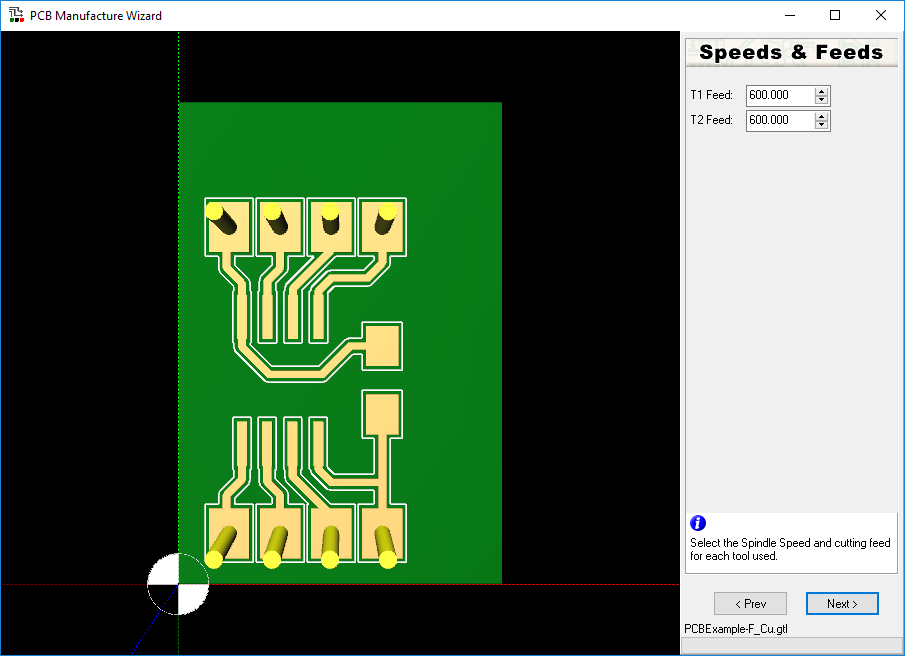 PCB Manufacture Wizard
Speeds & Feeds
T1 Feed: 600.000
T2 Feed: 600.000
Select the Spindle Speed and cutting feed
for each tool used.
< Prev Next >
PCBExample-F_Cu.gtl